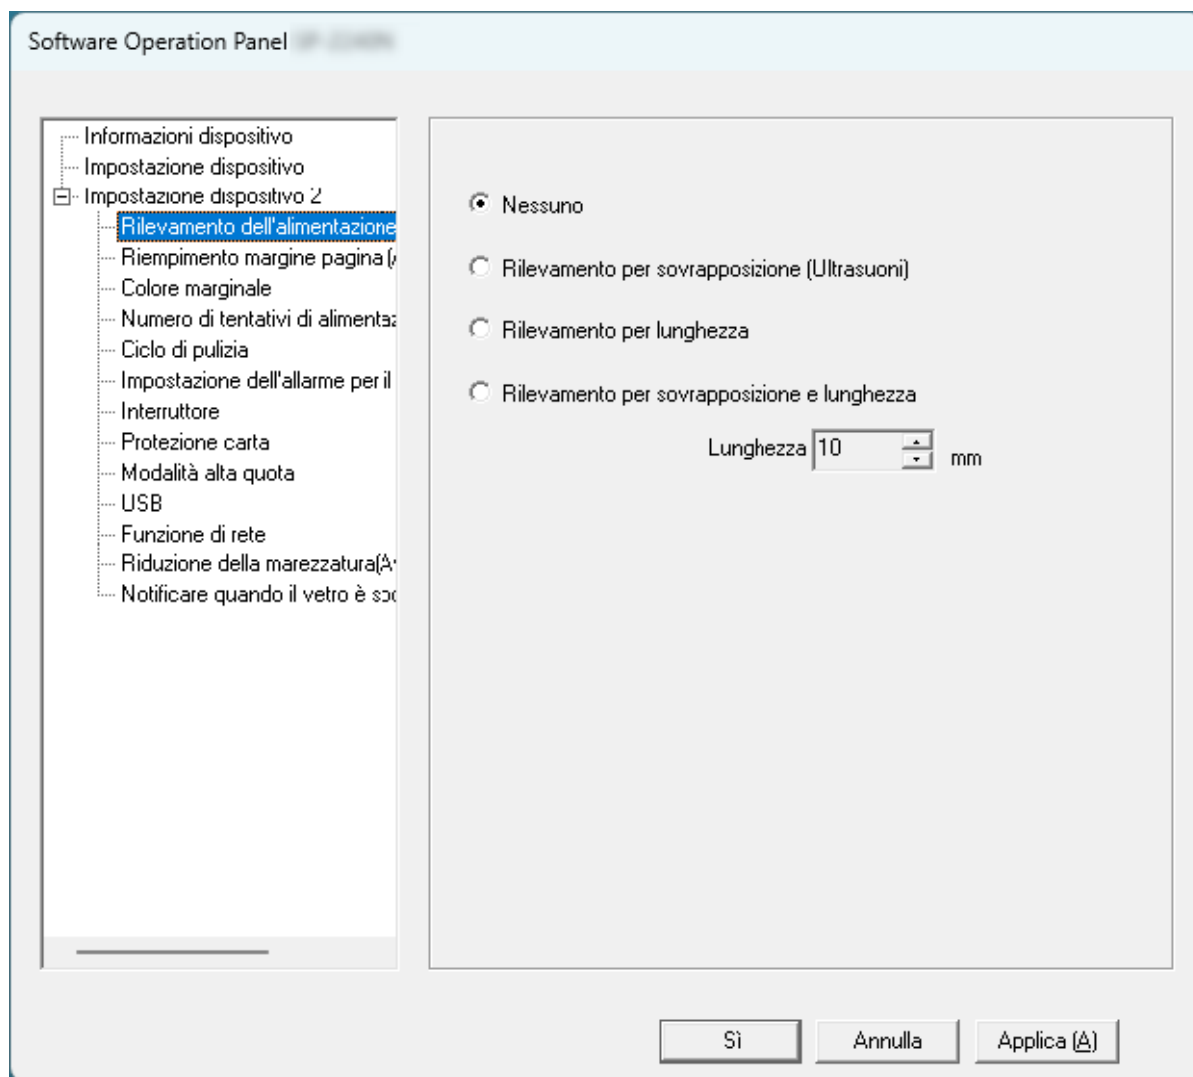 Software Operation Panel
Informazioni dispositivo
Impostazione dispositivo
Impostazione dispositivo 2
Rilevamento dell'alimentazione
Riempimento margine pagina (
Colore marginale
Numero di tentativi di alimentaz
Ciclo di pulizia
Impostazione dell'allarme per il
Interruttore
Protezione carta
Modalità alta quota
USB
Funzione di rete
Riduzione della marezzatura(A
Notificare quando il vetro è
Nessuno
Rilevamento per sovrapposizione (Ultrasuoni)
Rilevamento per lunghezza
Rilevamento per sovrapposizione e lunghezza
Lunghezza 10 mm
Sì Annulla Applica (A)